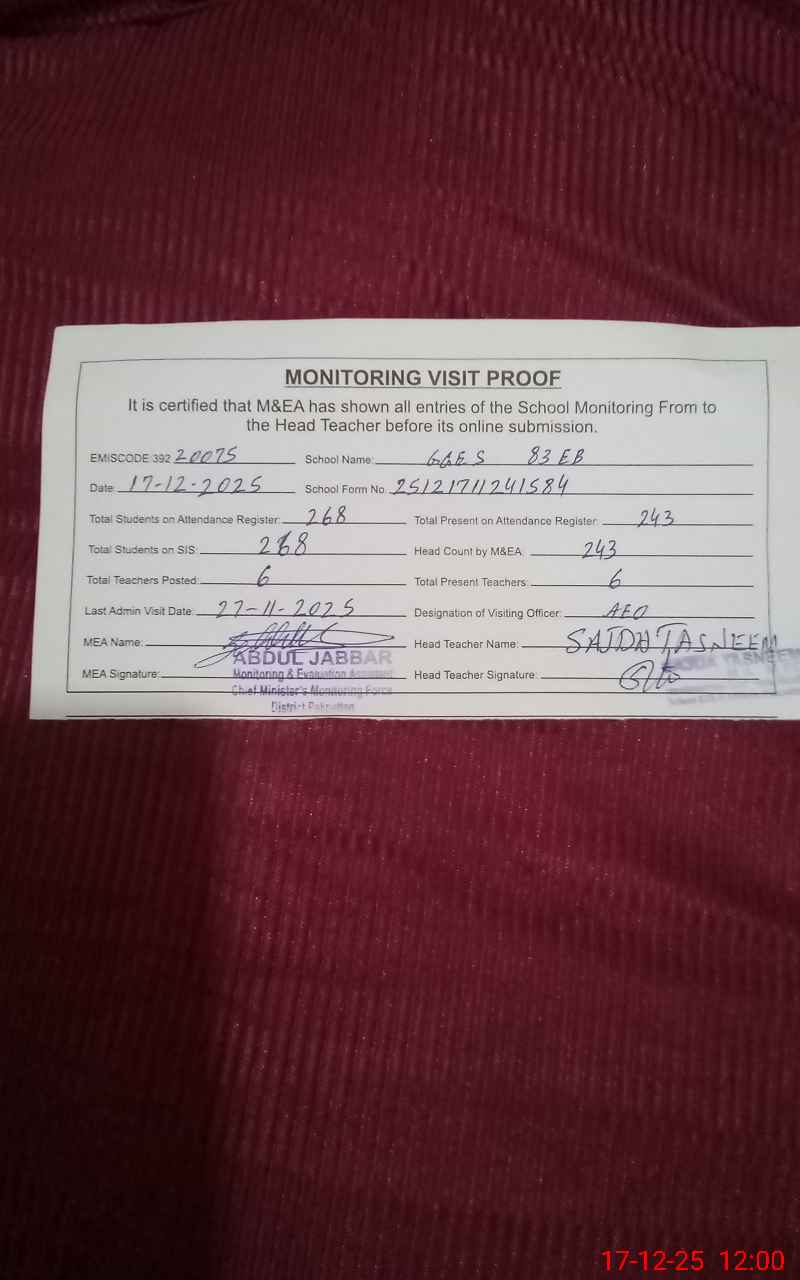 MONITORING VISIT PROOF
It is certified that M&EA has shown all entries of the School Monitoring From to
the Head Teacher before its online submission.
EMISCODE 392 20075 School Name: GGES 83 EB
Date: 17-12-2025 School Form No. 25121711241584
Total Students on Attendance Register: 268 Total Present on Attendance Register: 243
Total Students on SIS: 268 Head Count by M&EA: 243
Total Teachers Posted: 6 Total Present Teachers: 6
Last Admin Visit Date: 27-11-2025 Designation of Visiting Officer: AEO
MEA Name: Head Teacher Name: SAJDA TASNEEM
ABDUL JABBAR
MEA Signature: Monitoring & Evaluation Assistant Head Teacher Signature:
Chief Minister's Monitoring Force
District Pakpattan
17-12-25 12:00